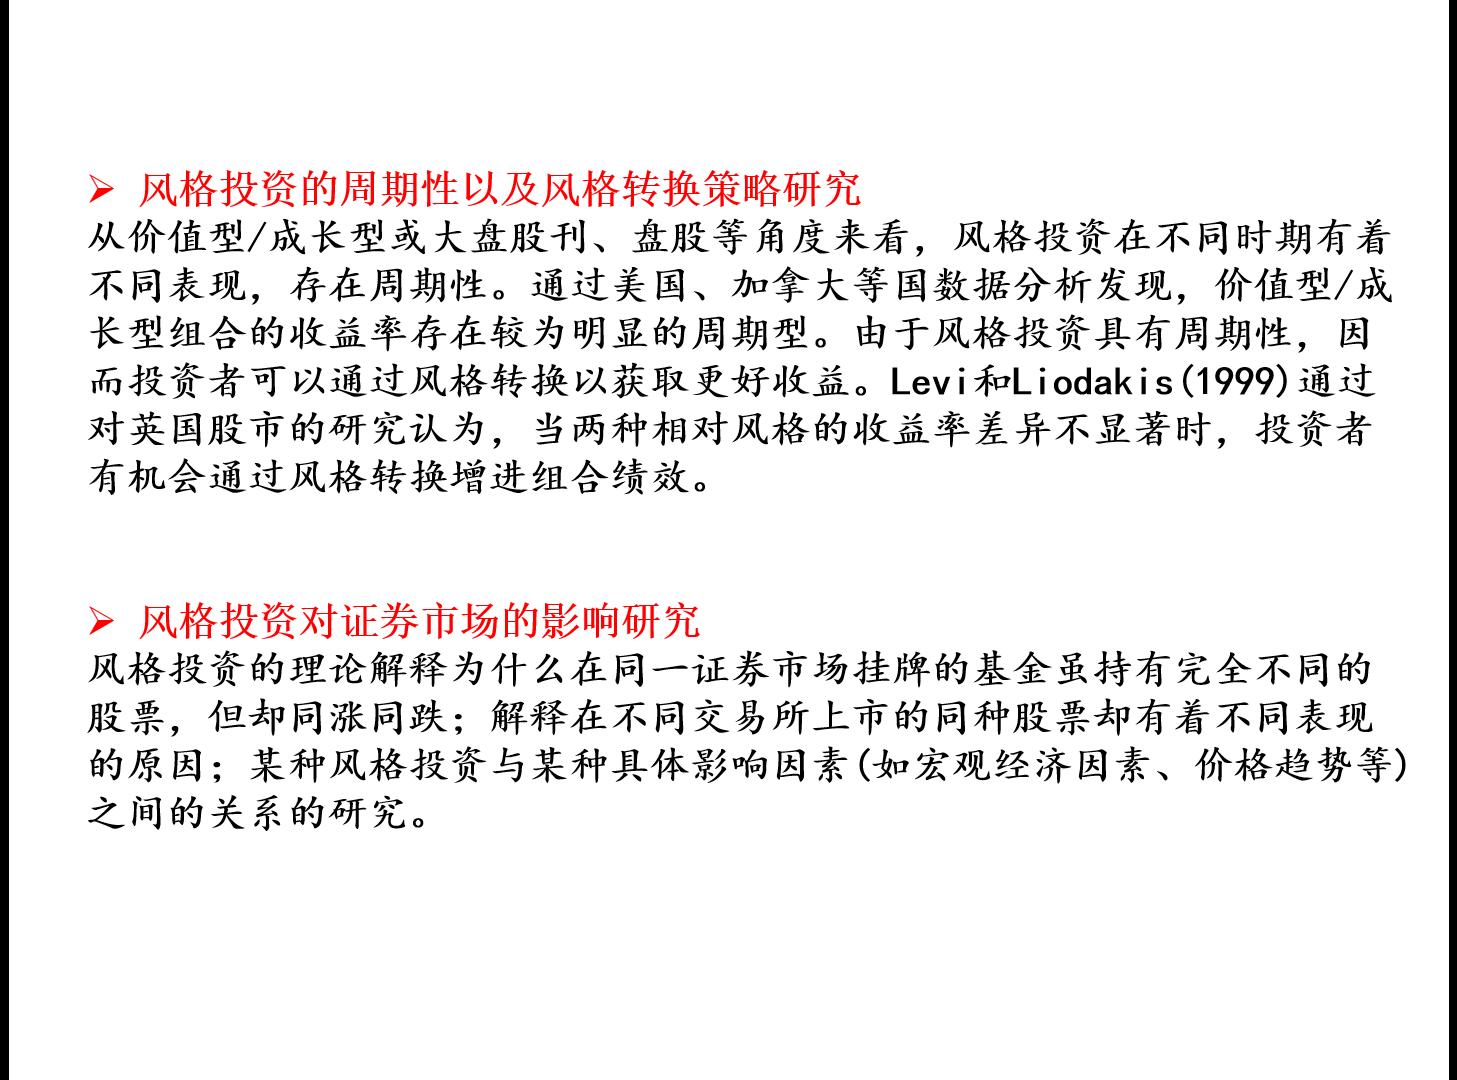 ➢ 风格投资的周期性以及风格转换策略研究
从价值型/成长型或大盘股刊、盘股等角度来看，风格投资在不同时期有着
不同表现，存在周期性。通过美国、加拿大等国数据分析发现，价值型/成
长型组合的收益率存在较为明显的周期型。由于风格投资具有周期性，因
而投资者可以通过风格转换以获取更好收益。Levi和Liodakis(1999)通过
对英国股市的研究认为，当两种相对风格的收益率差异不显著时，投资者
有机会通过风格转换增进组合绩效。
➢ 风格投资对证券市场的影响研究
风格投资的理论解释为什么在同一证券市场挂牌的基金虽持有完全不同的
股票，但却同涨同跌；解释在不同交易所上市的同种股票却有着不同表现
的原因；某种风格投资与某种具体影响因素(如宏观经济因素、价格趋势等)
之间的关系的研究。